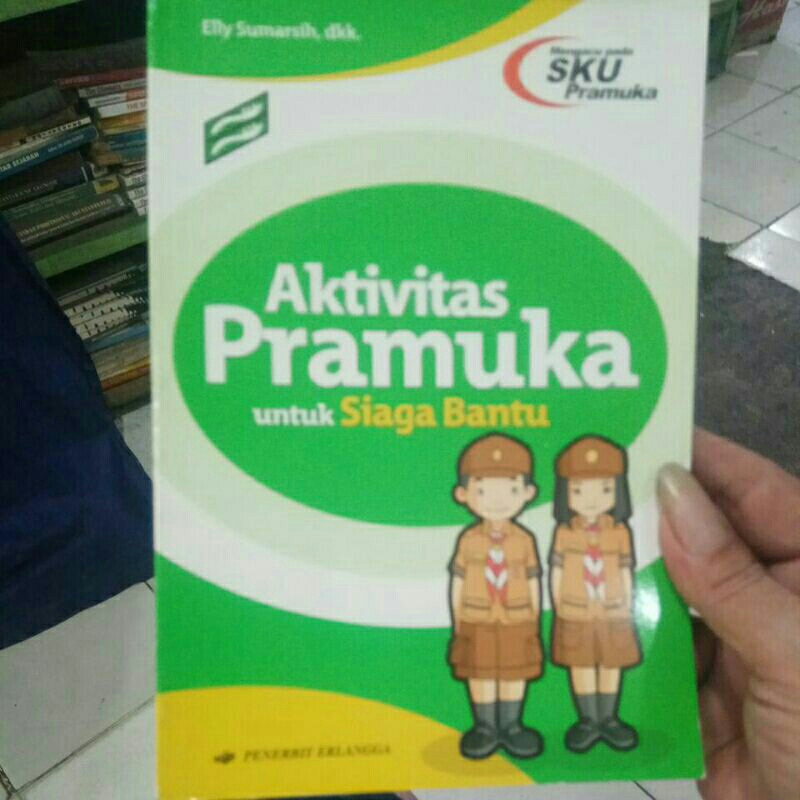 Elly Sumarsih, dkk.
Mengacu pada
SKU
Pramuka
Aktivitas
Pramuka
untuk Siaga Bantu
PENERBIT ERLANGGA